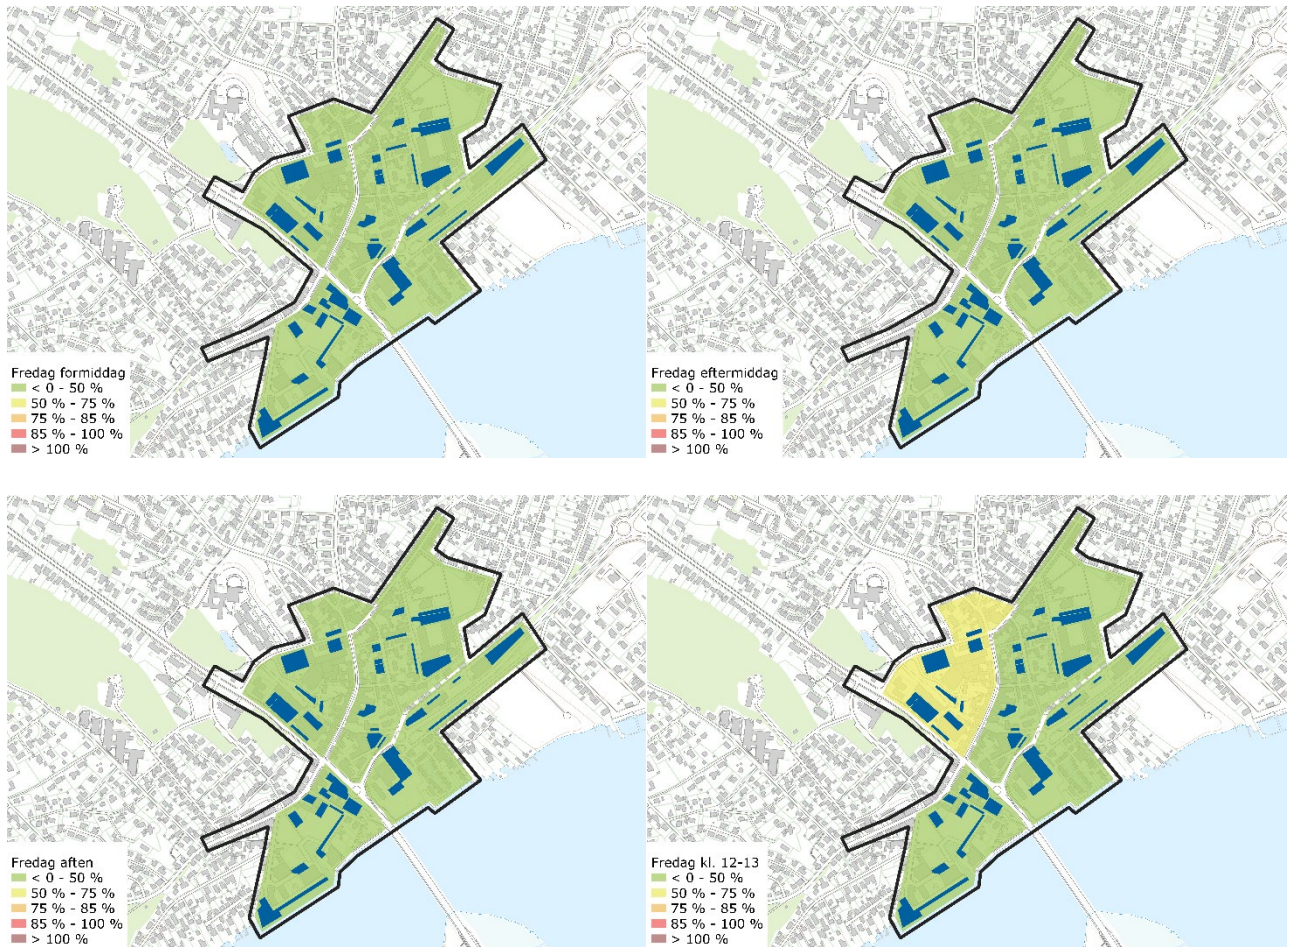 Fredag formiddag
< 0 - 50 %
50 % - 75 %
75 % - 85 %
85 % - 100 %
> 100 %
Fredag eftermiddag
< 0 - 50 %
50 % - 75 %
75 % - 85 %
85 % - 100 %
> 100 %
Fredag aften
< 0 - 50 %
50 % - 75 %
75 % - 85 %
85 % - 100 %
> 100 %
Fredag kl. 12-13
< 0 - 50 %
50 % - 75 %
75 % - 85 %
85 % - 100 %
> 100 %